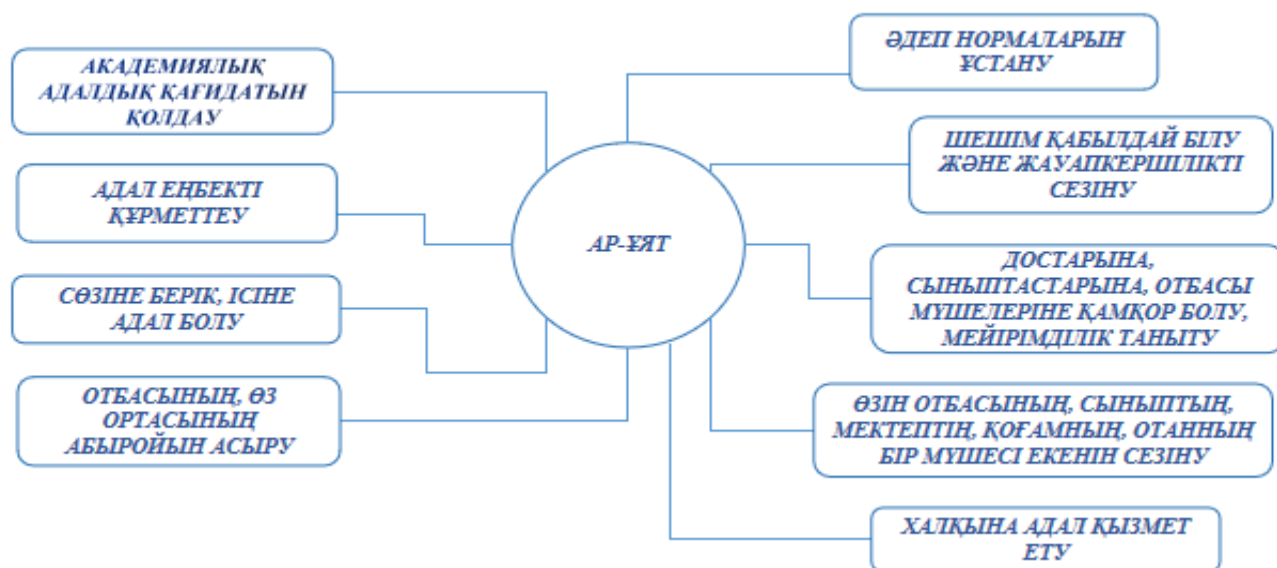 АКАДЕМИЯЛЫҚ
АДАЛДЫҚ ҚАҒИДАТЫН
ҚОЛДАУ
АДАЛ ЕҢБЕКТІ
ҚҰРМЕТТЕУ
СӨЗІНЕ БЕРІК, ІСІНЕ
АДАЛ БОЛУ
ОТБАСЫНЫҢ, ӨЗ
ОРТАСЫНЫҢ
АБЫРОЙЫН АСЫРУ
АР-ҰЯТ
ӘДЕП НОРМАЛАРЫН
ҰСТАНУ
ШЕШІМ ҚАБЫЛДАЙ БІЛУ
ЖӘНЕ ЖАУАПКЕРШІЛІКТІ
СЕЗІНУ
ДОСТАРЫНА,
СЫНЫПТАСТАРЫНА, ОТБАСЫ
МҮШЕЛЕРІНЕ ҚАМҚОР БОЛУ,
МЕЙІРІМДІЛІК ТАНЫТУ
ӨЗІН ОТБАСЫНЫҢ, СЫНЫПТЫҢ,
МЕКТЕПТІҢ, ҚОҒАМНЫҢ, ОТАННЫҢ
БІР МҮШЕСІ ЕКЕНІН СЕЗІНУ
ХАЛҚЫНА АДАЛ ҚЫЗМЕТ
ЕТУ